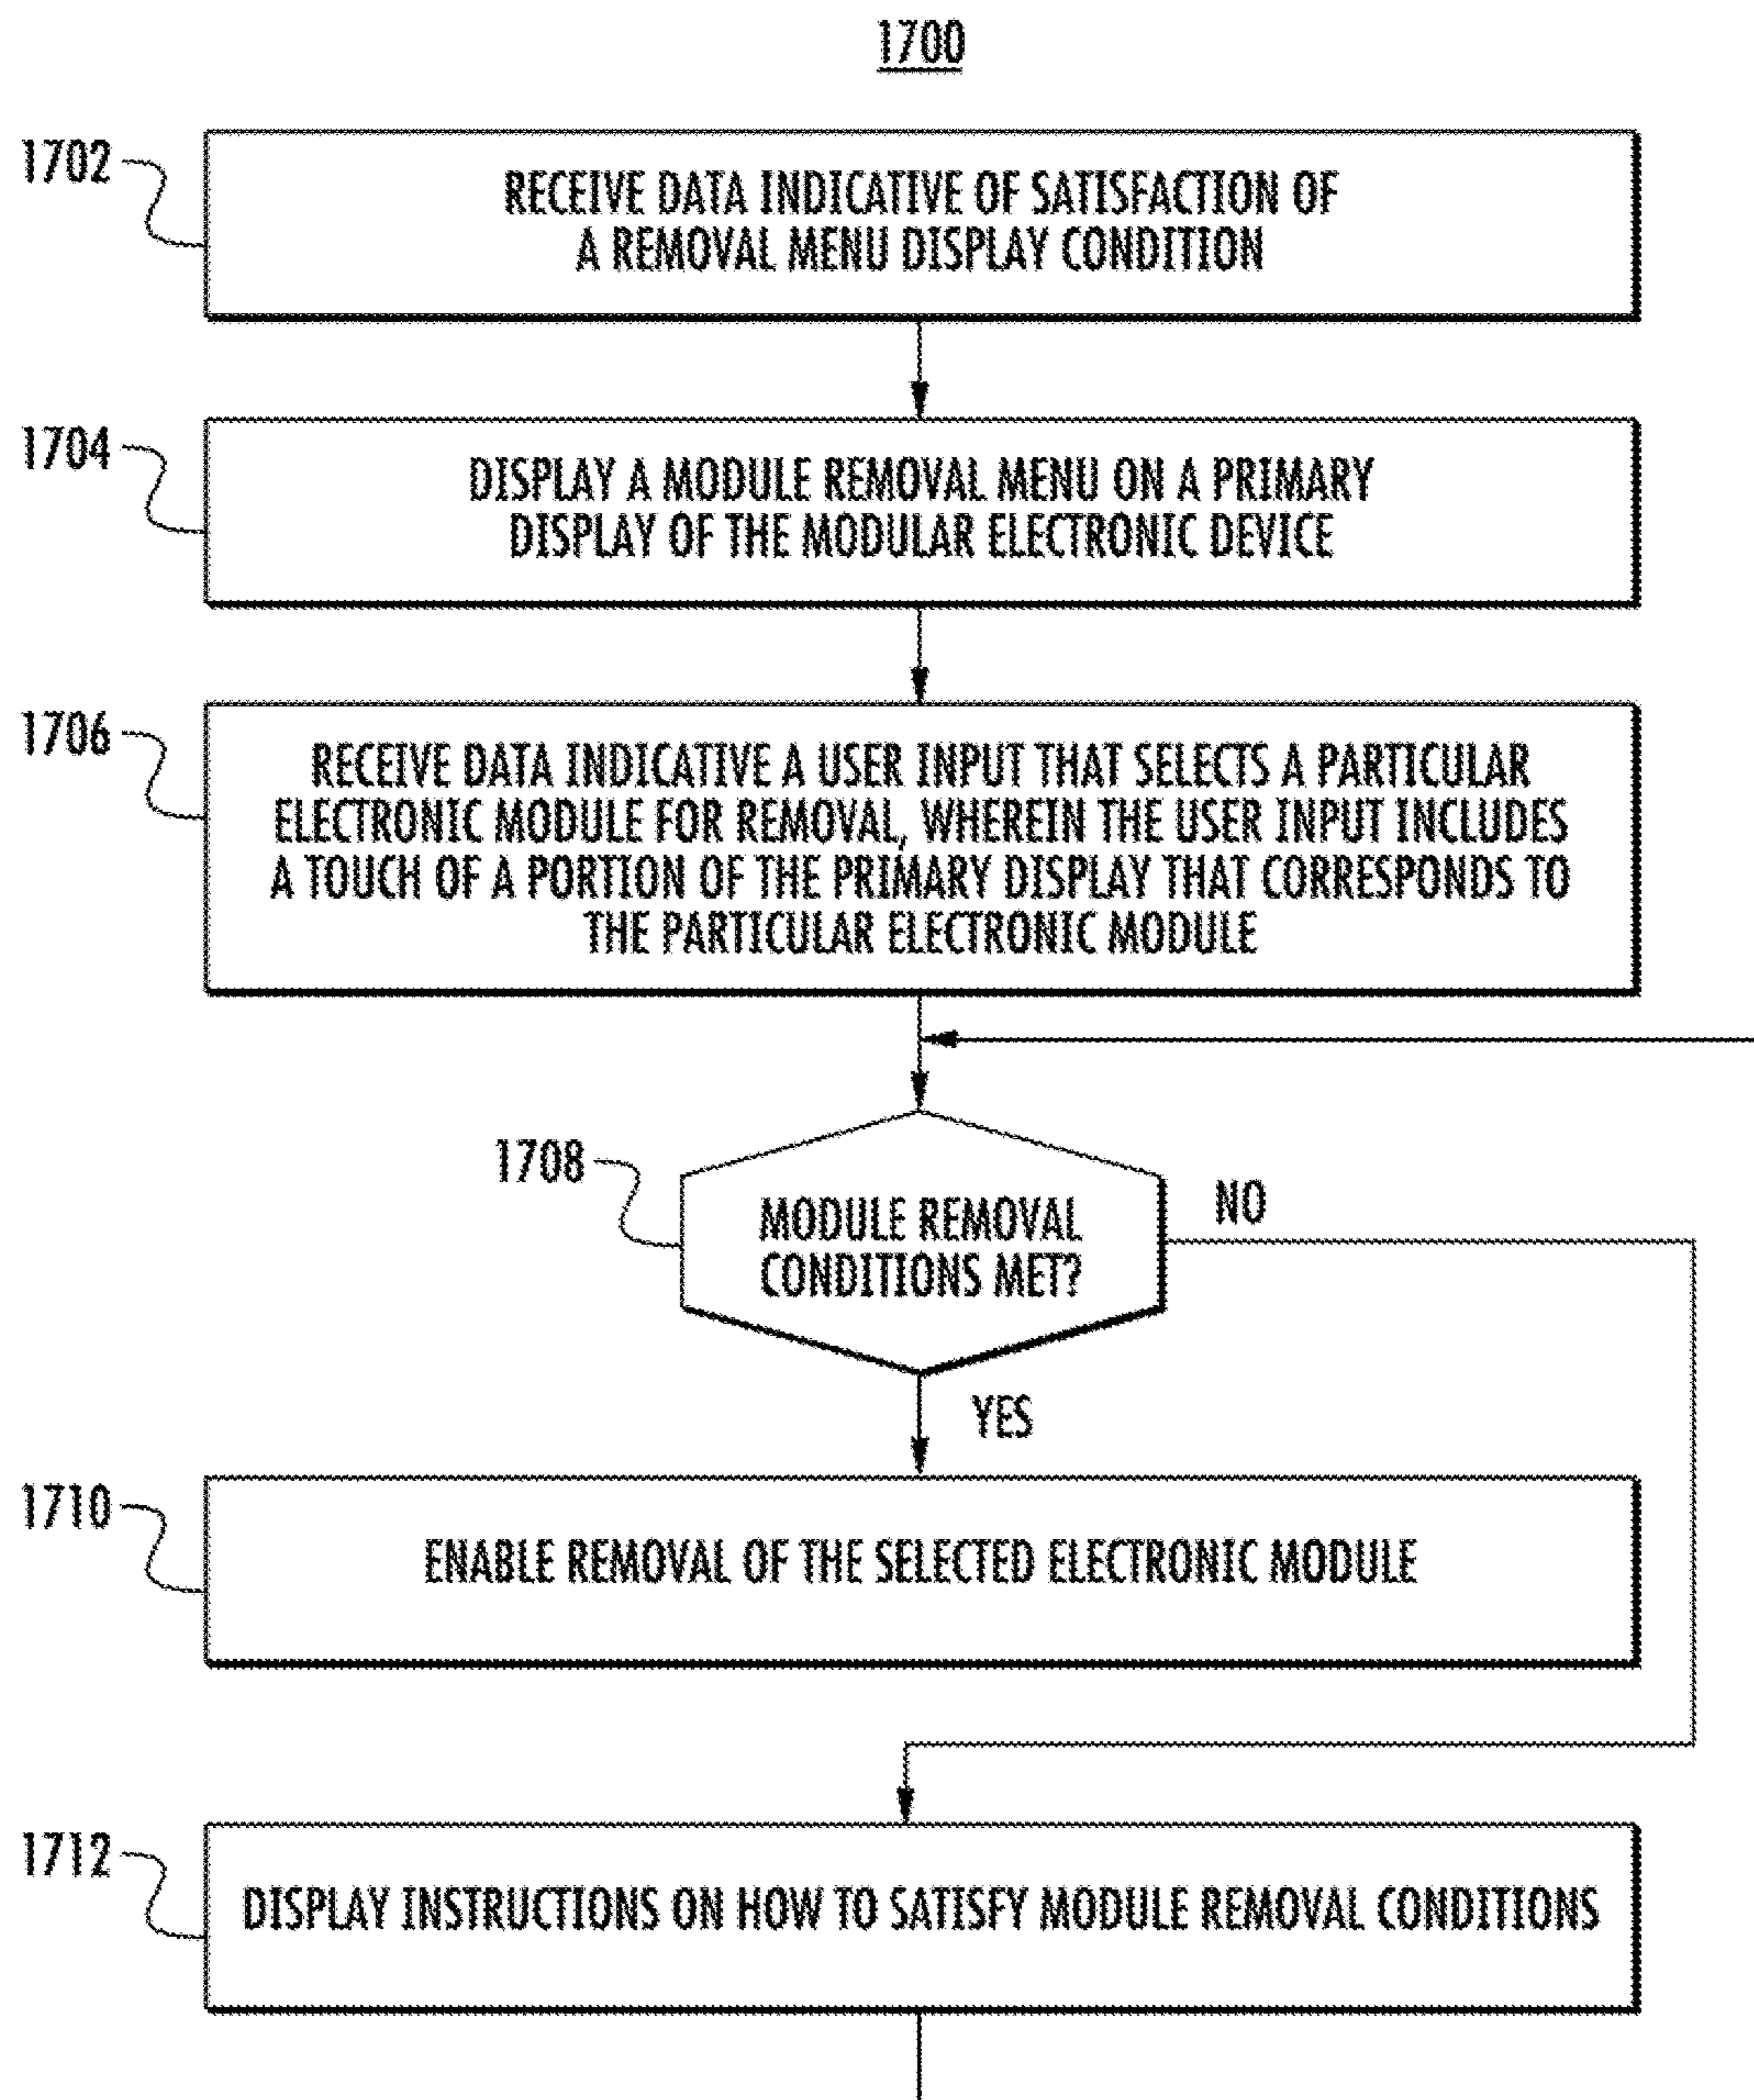 1700
1702
RECEIVE DATA INDICATIVE OF SATISFACTION OF
A REMOVAL MENU DISPLAY CONDITION
1704
DISPLAY A MODULE REMOVAL MENU ON A PRIMARY
DISPLAY OF THE MODULAR ELECTRONIC DEVICE
1706
RECEIVE DATA INDICATIVE A USER INPUT THAT SELECTS A PARTICULAR
ELECTRONIC MODULE FOR REMOVAL, WHEREIN THE USER INPUT INCLUDES
A TOUCH OF A PORTION OF THE PRIMARY DISPLAY THAT CORRESPONDS TO
THE PARTICULAR ELECTRONIC MODULE
1708
MODULE REMOVAL
CONDITIONS MET?
NO
YES
1710
ENABLE REMOVAL OF THE SELECTED ELECTRONIC MODULE
1712
DISPLAY INSTRUCTIONS ON HOW TO SATISFY MODULE REMOVAL CONDITIONS